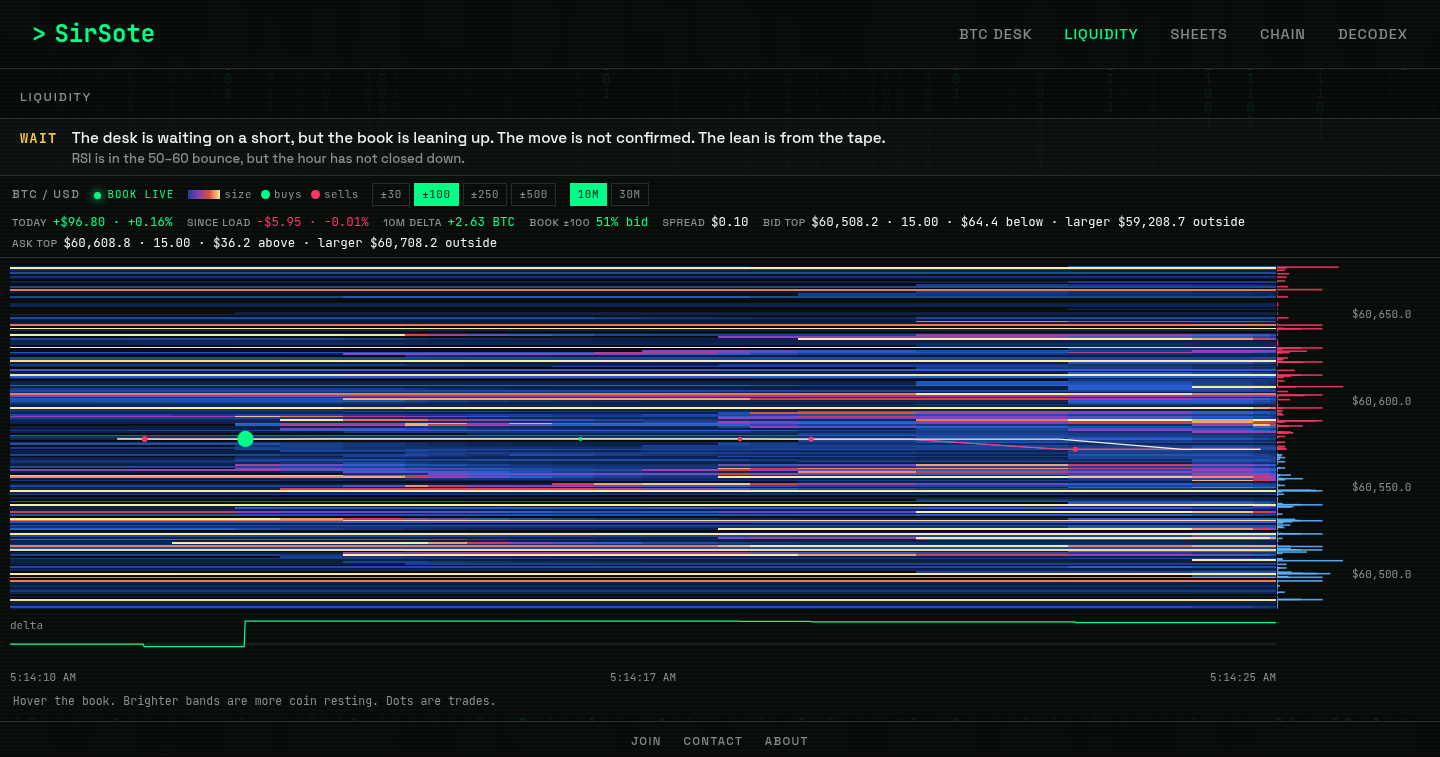 > SirSote
BTC DESK LIQUIDITY SHEETS CHAIN DECODEX
LIQUIDITY
WAIT The desk is waiting on a short, but the book is leaning up. The move is not confirmed. The lean is from the tape.
RSI is in the 50–60 bounce, but the hour has not closed down.
BTC / USD BOOK LIVE size buys sells ±30 ±100 ±250 ±500 10M 30M
TODAY +$96.80 · +0.16% SINCE LOAD -$5.95 · -0.01% 10M DELTA +2.63 BTC BOOK ±100 51% bid SPREAD $0.10 BID TOP $60,508.2 · 15.00 · $64.4 below · larger $59,208.7 outside
ASK TOP $60,608.8 · 15.00 · $36.2 above · larger $60,708.2 outside
$60,650.0
$60,600.0
$60,550.0
$60,500.0
delta
5:14:10 AM 5:14:17 AM 5:14:25 AM
Hover the book. Brighter bands are more coin resting. Dots are trades.
JOIN CONTACT ABOUT